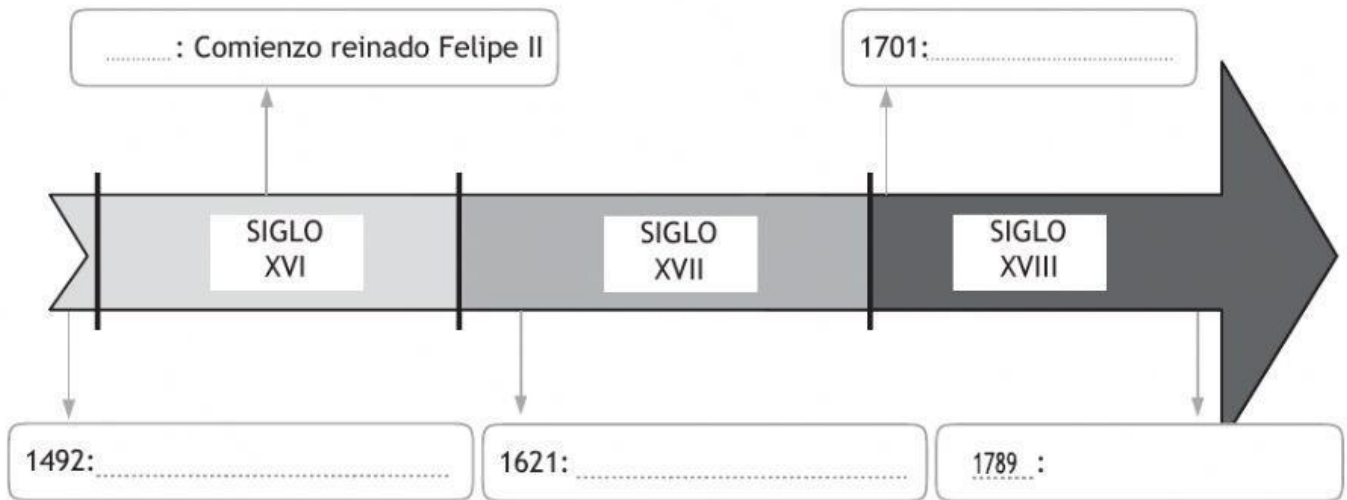 ........ : Comienzo reinado Felipe II
1701:........................................
SIGLO
XVI
SIGLO
XVII
SIGLO
XVIII
1492:........................................................
1621: .....................................................
1789 :